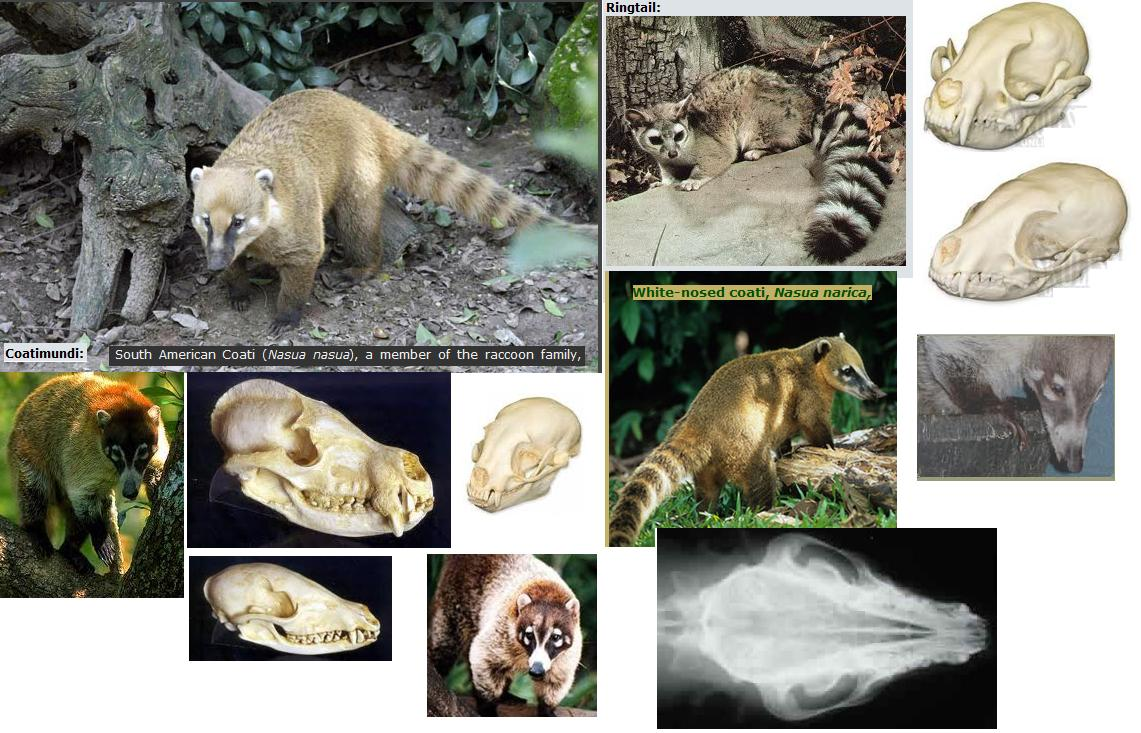 Ringtail:
White-nosed coati, Nasua narica,
Coatimundi:
South American Coati (Nasua nasua), a member of the raccoon family,